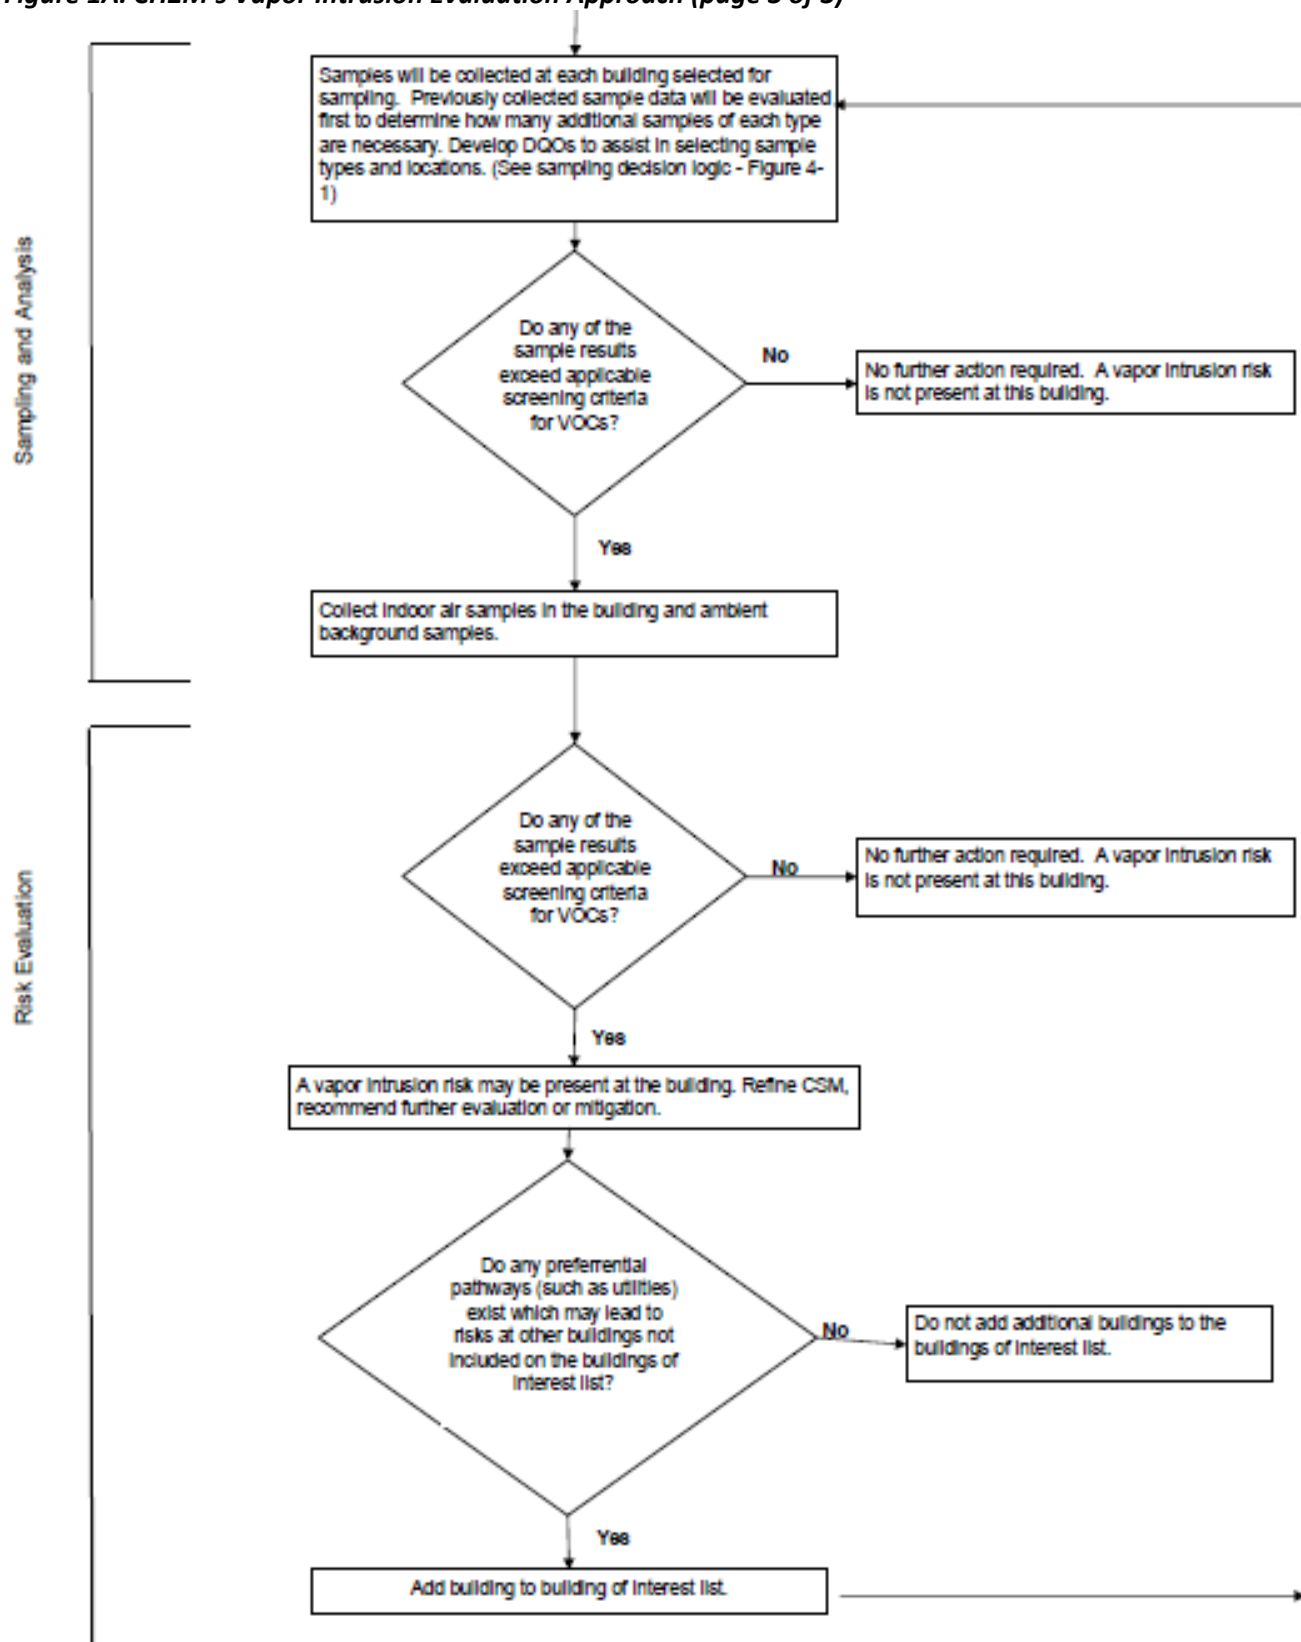 Figure 1A. CH2M's Vapor Intrusion Evaluation Approach (page 3 of 3)
Samples will be collected at each building selected for
sampling. Previously collected sample data will be evaluated
first to determine how many additional samples of each type
are necessary. Develop DQOs to assist in selecting sample
types and locations. (See sampling decision logic - Figure 4-
1)
Sampling and Analysis
Do any of the
sample results
exceed applicable
screening criteria
for VOCs?
No
No further action required. A vapor intrusion risk
is not present at this building.
Yes
Collect indoor air samples in the building and ambient
background samples.
Risk Evaluation
Do any of the
sample results
exceed applicable
screening criteria
for VOCs?
No
No further action required. A vapor intrusion risk
is not present at this building.
Yes
A vapor intrusion risk may be present at the building. Refine CSM,
recommend further evaluation or mitigation.
Do any preferrential
pathways (such as utilities)
exist which may lead to
risks at other buildings not
included on the buildings of
interest list?
No
Do not add additional buildings to the
buildings of interest list.
Yes
Add building to building of interest list.